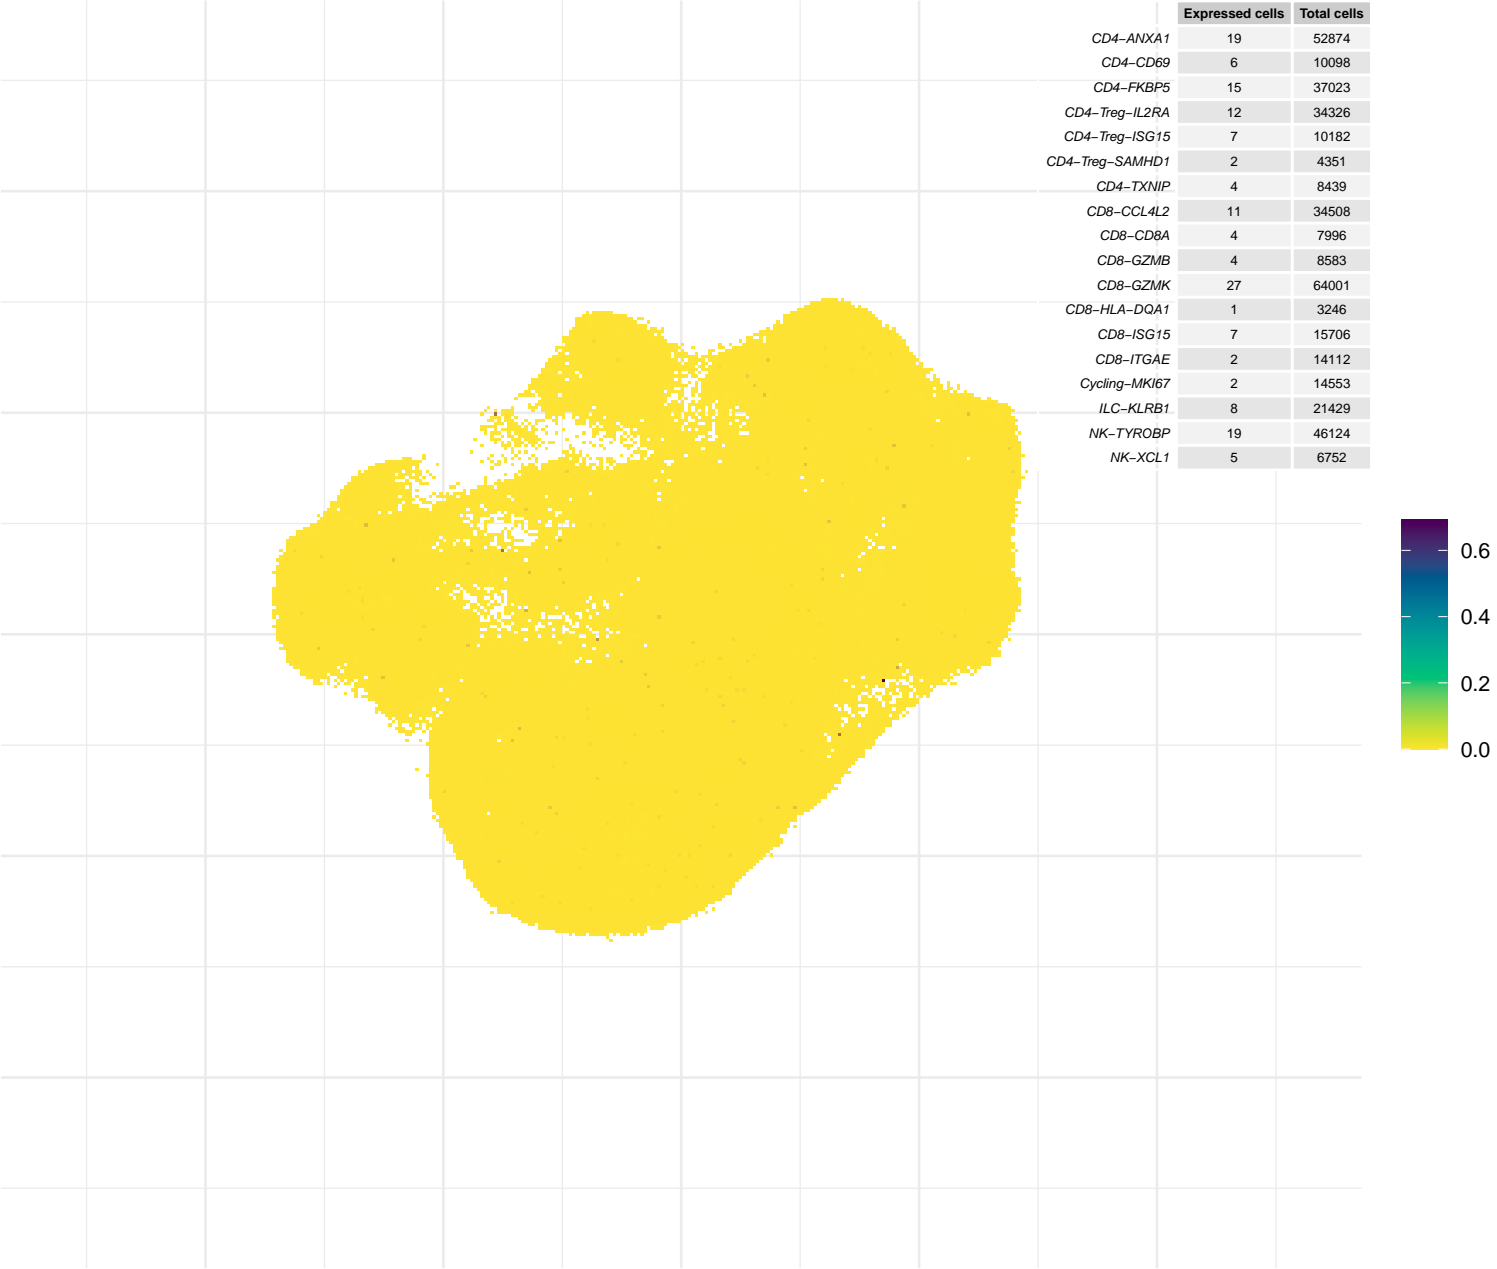 Expressed cells Total cells
CD4−ANXA1 19 52874
CD4−CD69 6 10098
CD4−FKBP5 15 37023
CD4−Treg−IL2RA 12 34326
CD4−Treg−ISG15 7 10182
CD4−Treg−SAMHD1 2 4351
CD4−TXNIP 4 8439
CD8−CCL4L2 11 34508
CD8−CD8A 4 7996
CD8−GZMB 4 8583
CD8−GZMK 27 64001
CD8−HLA−DQA1 1 3246
CD8−ISG15 7 15706
CD8−ITGAE 2 14112
Cycling−MKI67 2 14553
ILC−KLRB1 8 21429
NK−TYROBP 19 46124
NK−XCL1 5 6752
0.6
0.4
0.2
0.0